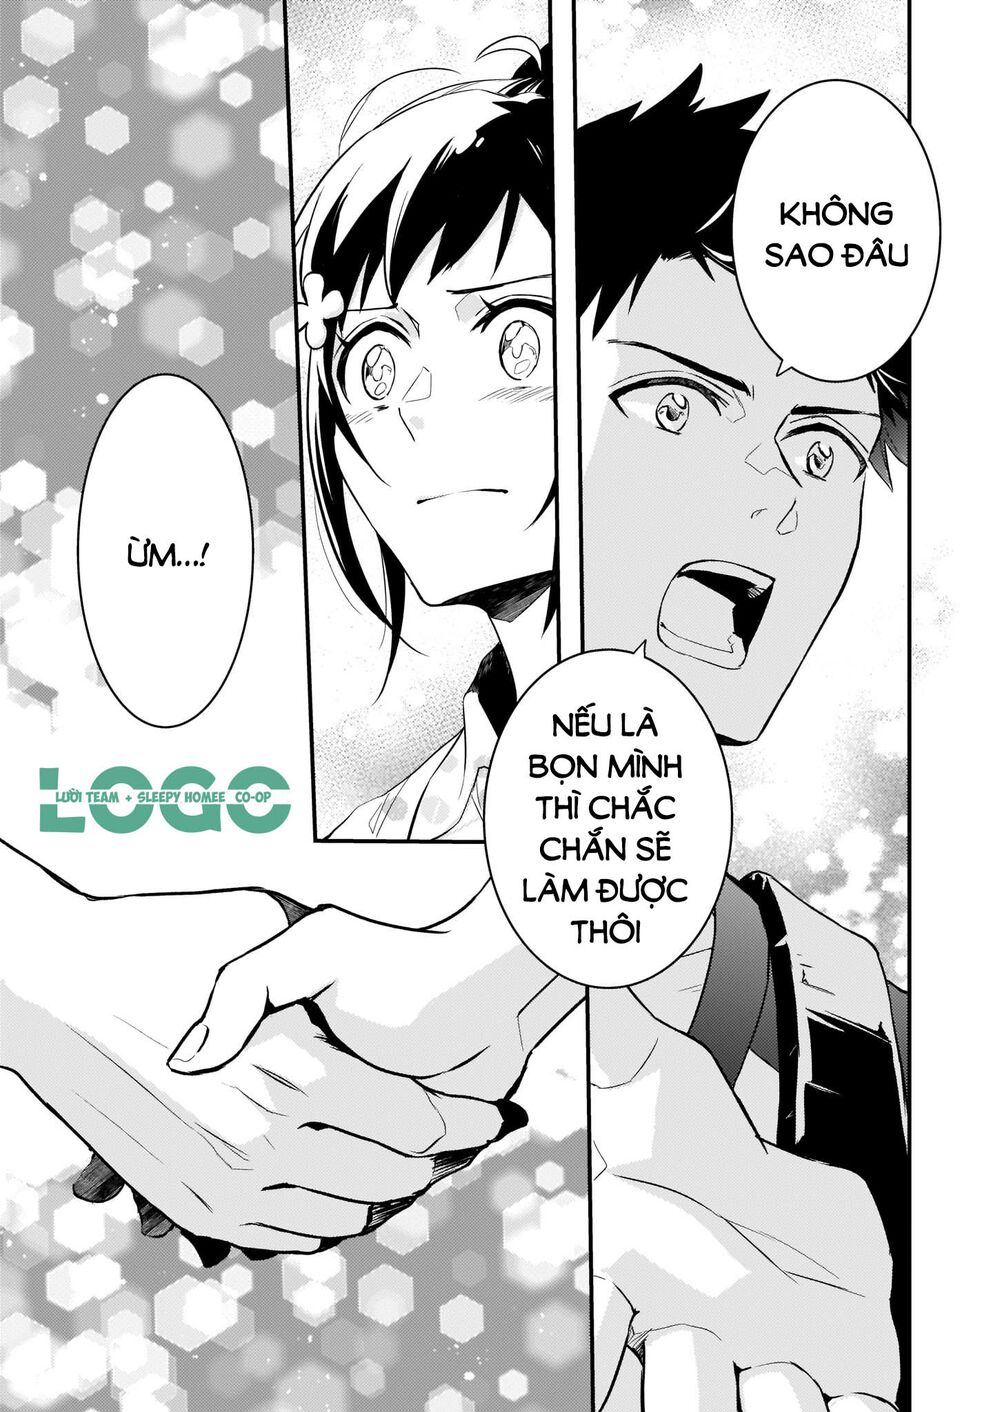 KHÔNG
SAO ĐÂU
NẾU LÀ
BỌN MÌNH
THÌ CHẮC
CHẮN SẼ
LÀM ĐƯỢC
THÔI
ỪM...!
LOGO
LƯỜI TEAM + SLEEPY HOMEE CO-OP